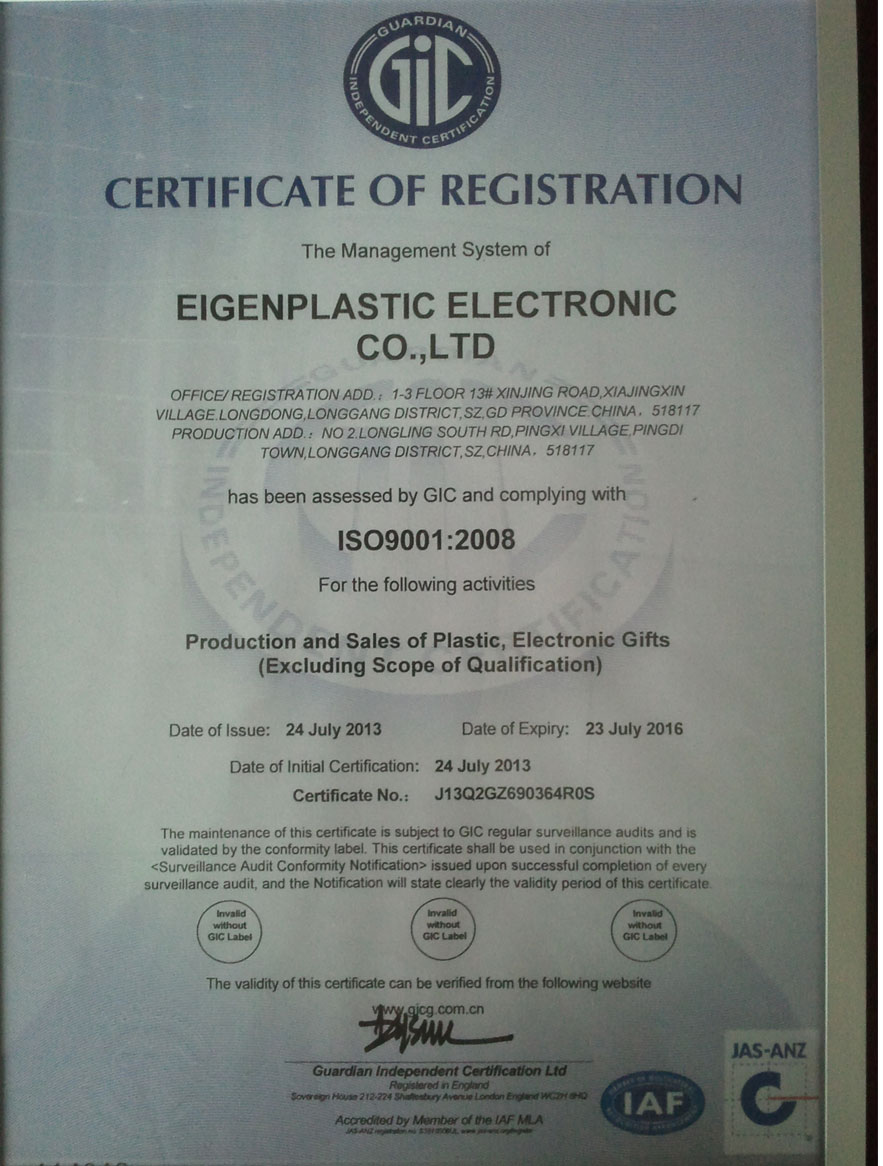 GUARDIAN
GiC
INDEPENDENT CERTIFICATION
CERTIFICATE OF REGISTRATION
The Management System of
EIGENPLASTIC ELECTRONIC
CO.,LTD
OFFICE/ REGISTRATION ADD.：1-3 FLOOR 13# XINJING ROAD,XIAJINGXIN
VILLAGE.LONGDONG,LONGGANG DISTRICT,SZ,GD PROVINCE.CHINA，518117
PRODUCTION ADD.：NO 2.LONGLING SOUTH RD,PINGXI VILLAGE,PINGDI
TOWN,LONGGANG DISTRICT,SZ,CHINA，518117
has been assessed by GIC and complying with
ISO9001:2008
For the following activities
Production and Sales of Plastic, Electronic Gifts
(Excluding Scope of Qualification)
Date of Issue: 24 July 2013 Date of Expiry: 23 July 2016
Date of Initial Certification: 24 July 2013
Certificate No.： J13Q2GZ690364R0S
The maintenance of this certificate is subject to GIC regular surveillance audits and is
validated by the conformity label. This certificate shall be used in conjunction with the
<Surveillance Audit Conformity Notification> issued upon successful completion of every
surveillance audit, and the Notification will state clearly the validity period of this certificate.
Invalid without GIC Label
Invalid without GIC Label
Invalid without GIC Label
The validity of this certificate can be verified from the following website
www.gicg.com.cn
Guardian Independent Certification Ltd
Registered in England
Sovereign House 212-224 Shaftesbury Avenue London England WC2H 8HQ
Accredited by Member of the IAF MLA
IAF
JAS-ANZ